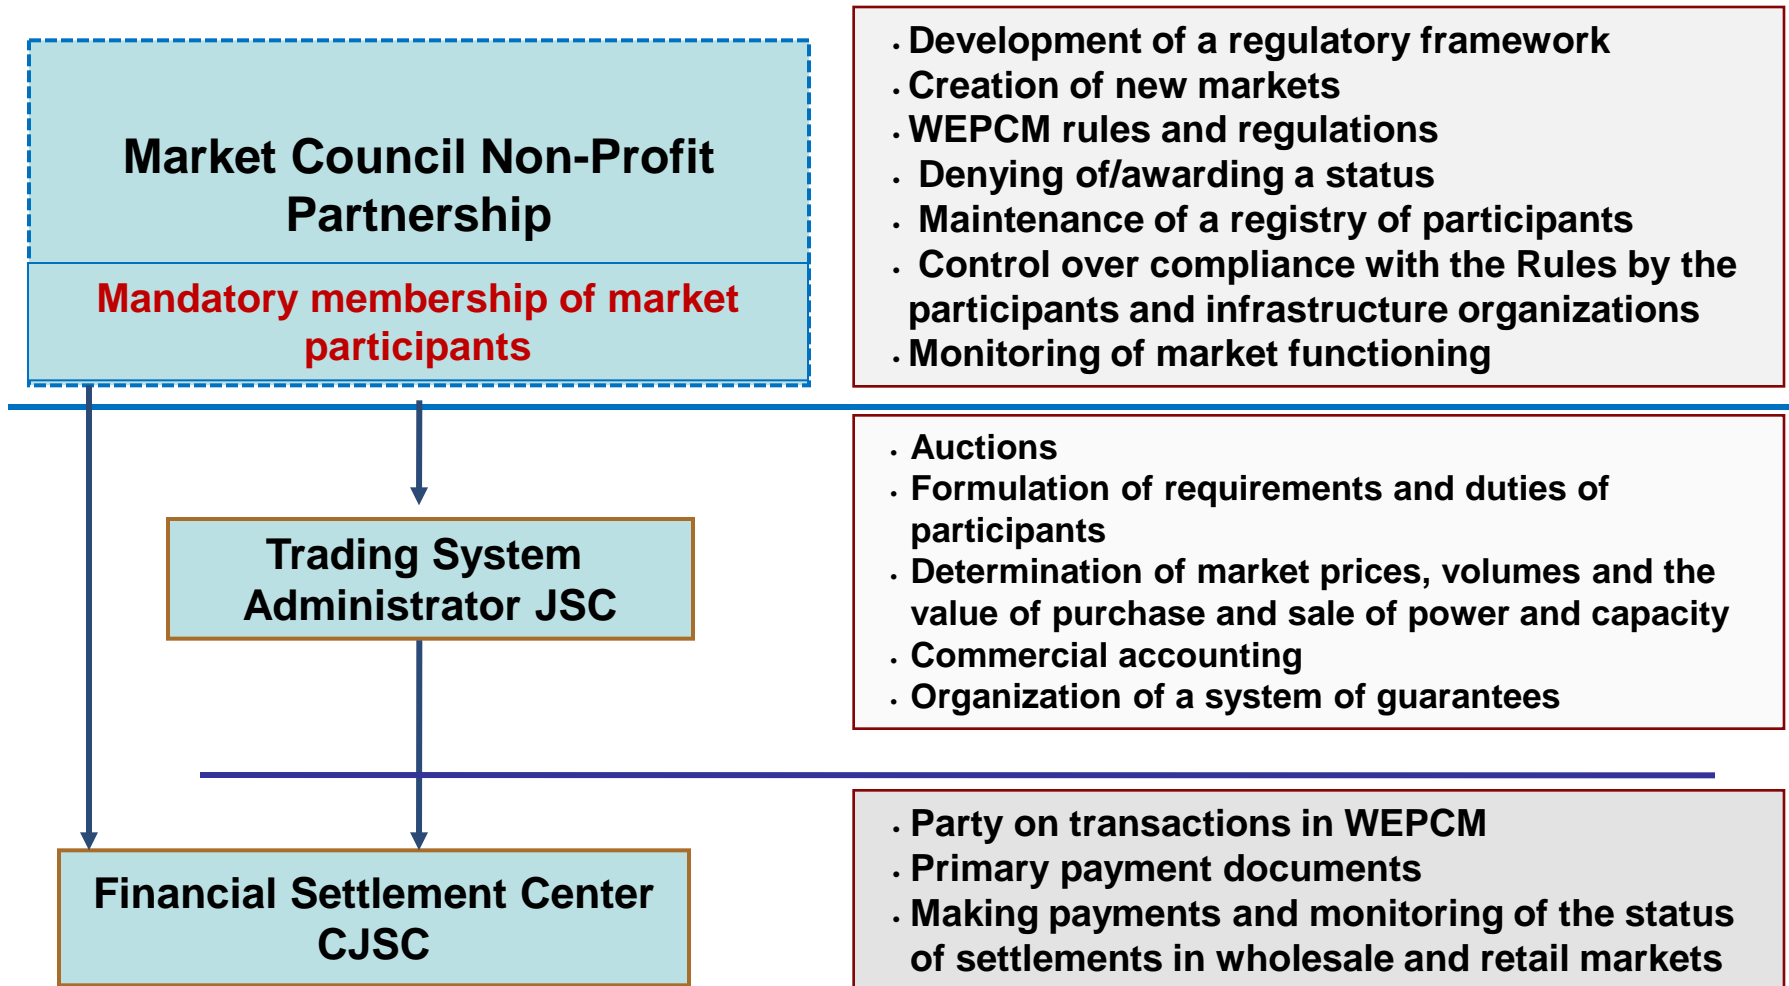 Market Council Non-Profit
Partnership
Mandatory membership of market
participants
• Development of a regulatory framework
• Creation of new markets
• WEPCM rules and regulations
• Denying of/awarding a status
• Maintenance of a registry of participants
• Control over compliance with the Rules by the
participants and infrastructure organizations
• Monitoring of market functioning
Trading System
Administrator JSC
• Auctions
• Formulation of requirements and duties of
participants
• Determination of market prices, volumes and the
value of purchase and sale of power and capacity
• Commercial accounting
• Organization of a system of guarantees
Financial Settlement Center
CJSC
• Party on transactions in WEPCM
• Primary payment documents
• Making payments and monitoring of the status
of settlements in wholesale and retail markets